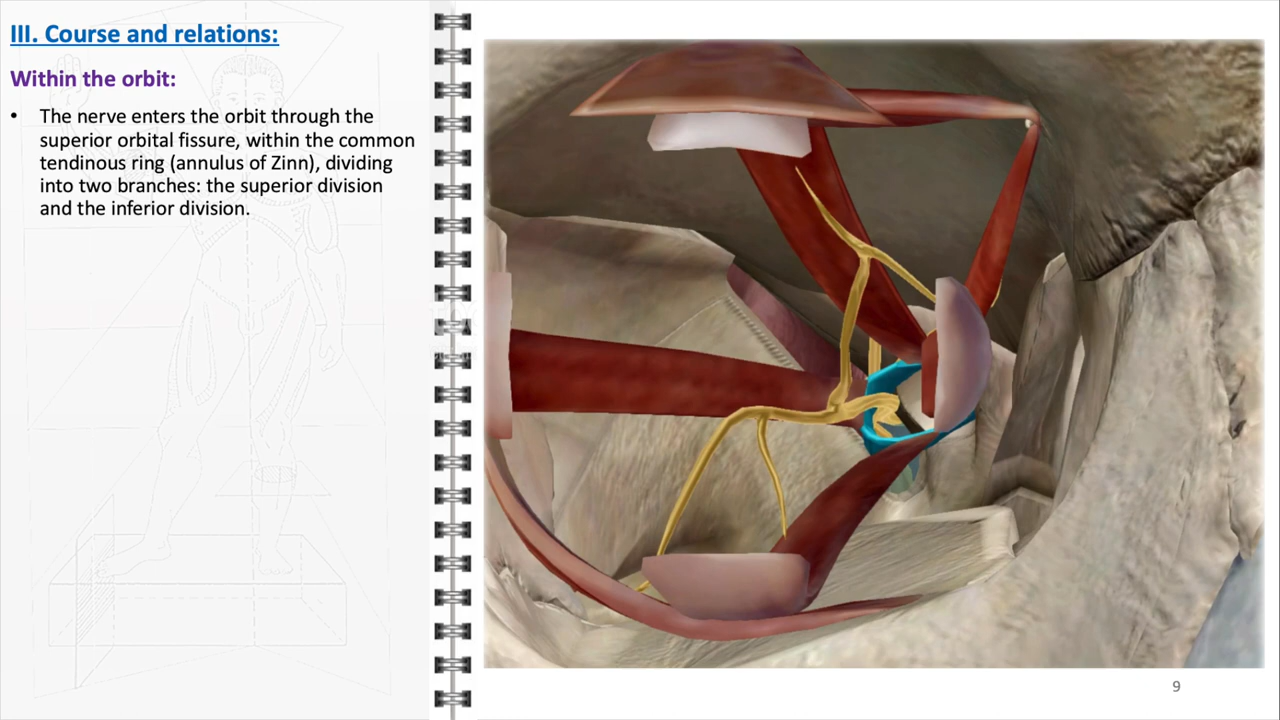 III. Course and relations:
Within the orbit:
• The nerve enters the orbit through the
superior orbital fissure, within the common
tendinous ring (annulus of Zinn), dividing
into two branches: the superior division
and the inferior division.
9